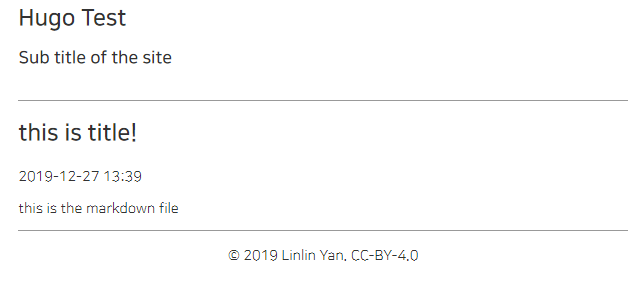 Hugo Test
Sub title of the site
this is title!
2019-12-27 13:39
this is the markdown file
© 2019 Linlin Yan, CC-BY-4.0